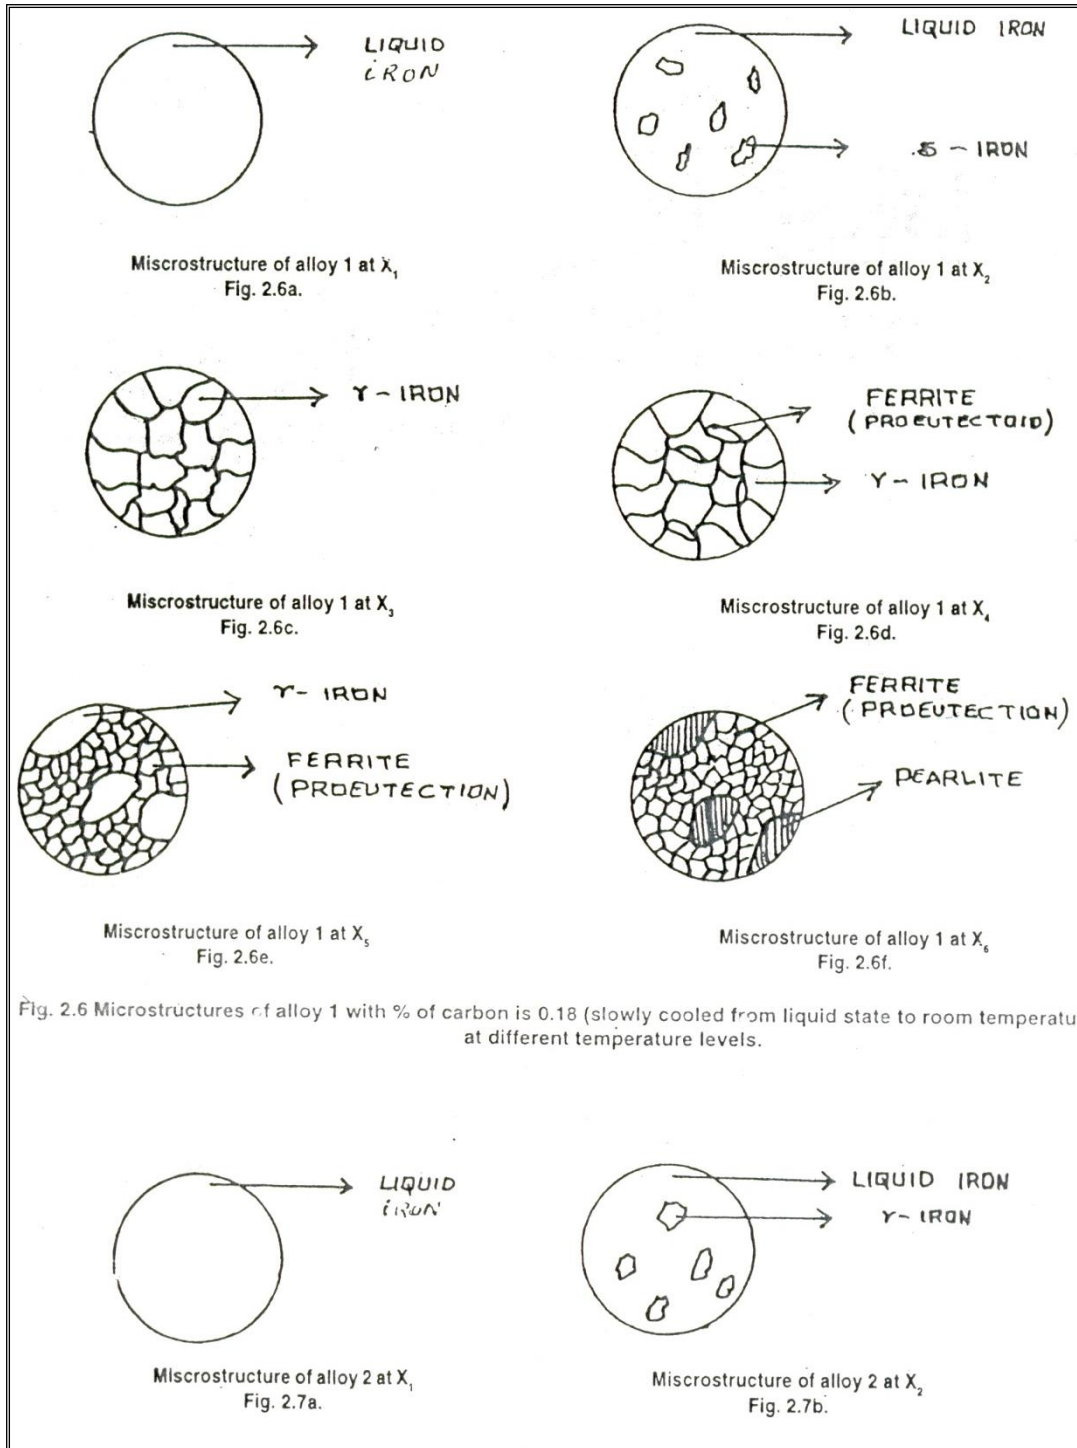 LIQUID
iRON
LIQUID IRON
δ - IRON
Miscrostructure of alloy 1 at X₁
Fig. 2.6a.
Miscrostructure of alloy 1 at X₂
Fig. 2.6b.
γ - IRON
FERRITE
(PROEUTECTOID)
γ - IRON
Miscrostructure of alloy 1 at X₃
Fig. 2.6c.
Miscrostructure of alloy 1 at X₄
Fig. 2.6d.
γ - IRON
FERRITE
(PROEUTECTION)
FERRITE
(PROEUTECTION)
PEARLITE
Miscrostructure of alloy 1 at X₅
Fig. 2.6e.
Miscrostructure of alloy 1 at X₆
Fig. 2.6f.
Fig. 2.6 Microstructures of alloy 1 with % of carbon is 0.18 (slowly cooled from liquid state to room temperatu
at different temperature levels.
LIQUID
iRON
LIQUID IRON
γ - IRON
Miscrostructure of alloy 2 at X₁
Fig. 2.7a.
Miscrostructure of alloy 2 at X₂
Fig. 2.7b.